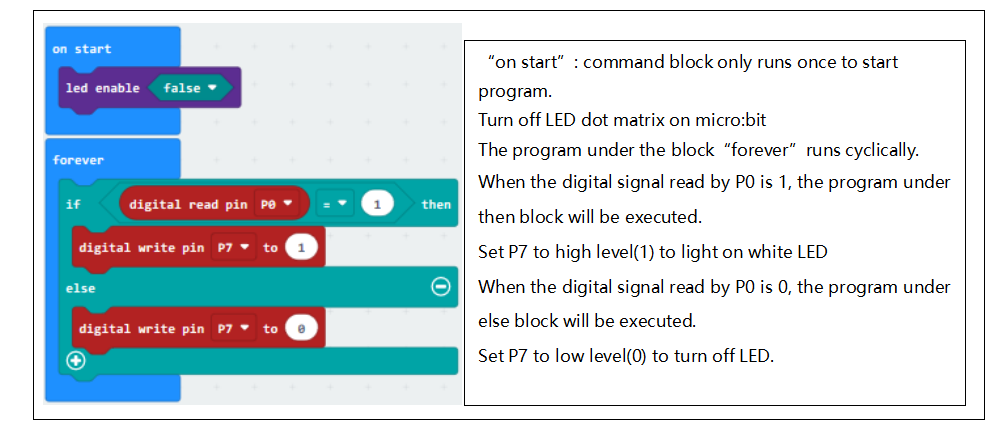 on start
led enable false
forever
if digital read pin P0 = 1 then
digital write pin P7 to 1
else
digital write pin P7 to 0
“on start”: command block only runs once to start
program.
Turn off LED dot matrix on micro:bit
The program under the block “forever” runs cyclically.
When the digital signal read by P0 is 1, the program under
then block will be executed.
Set P7 to high level(1) to light on white LED
When the digital signal read by P0 is 0, the program under
else block will be executed.
Set P7 to low level(0) to turn off LED.